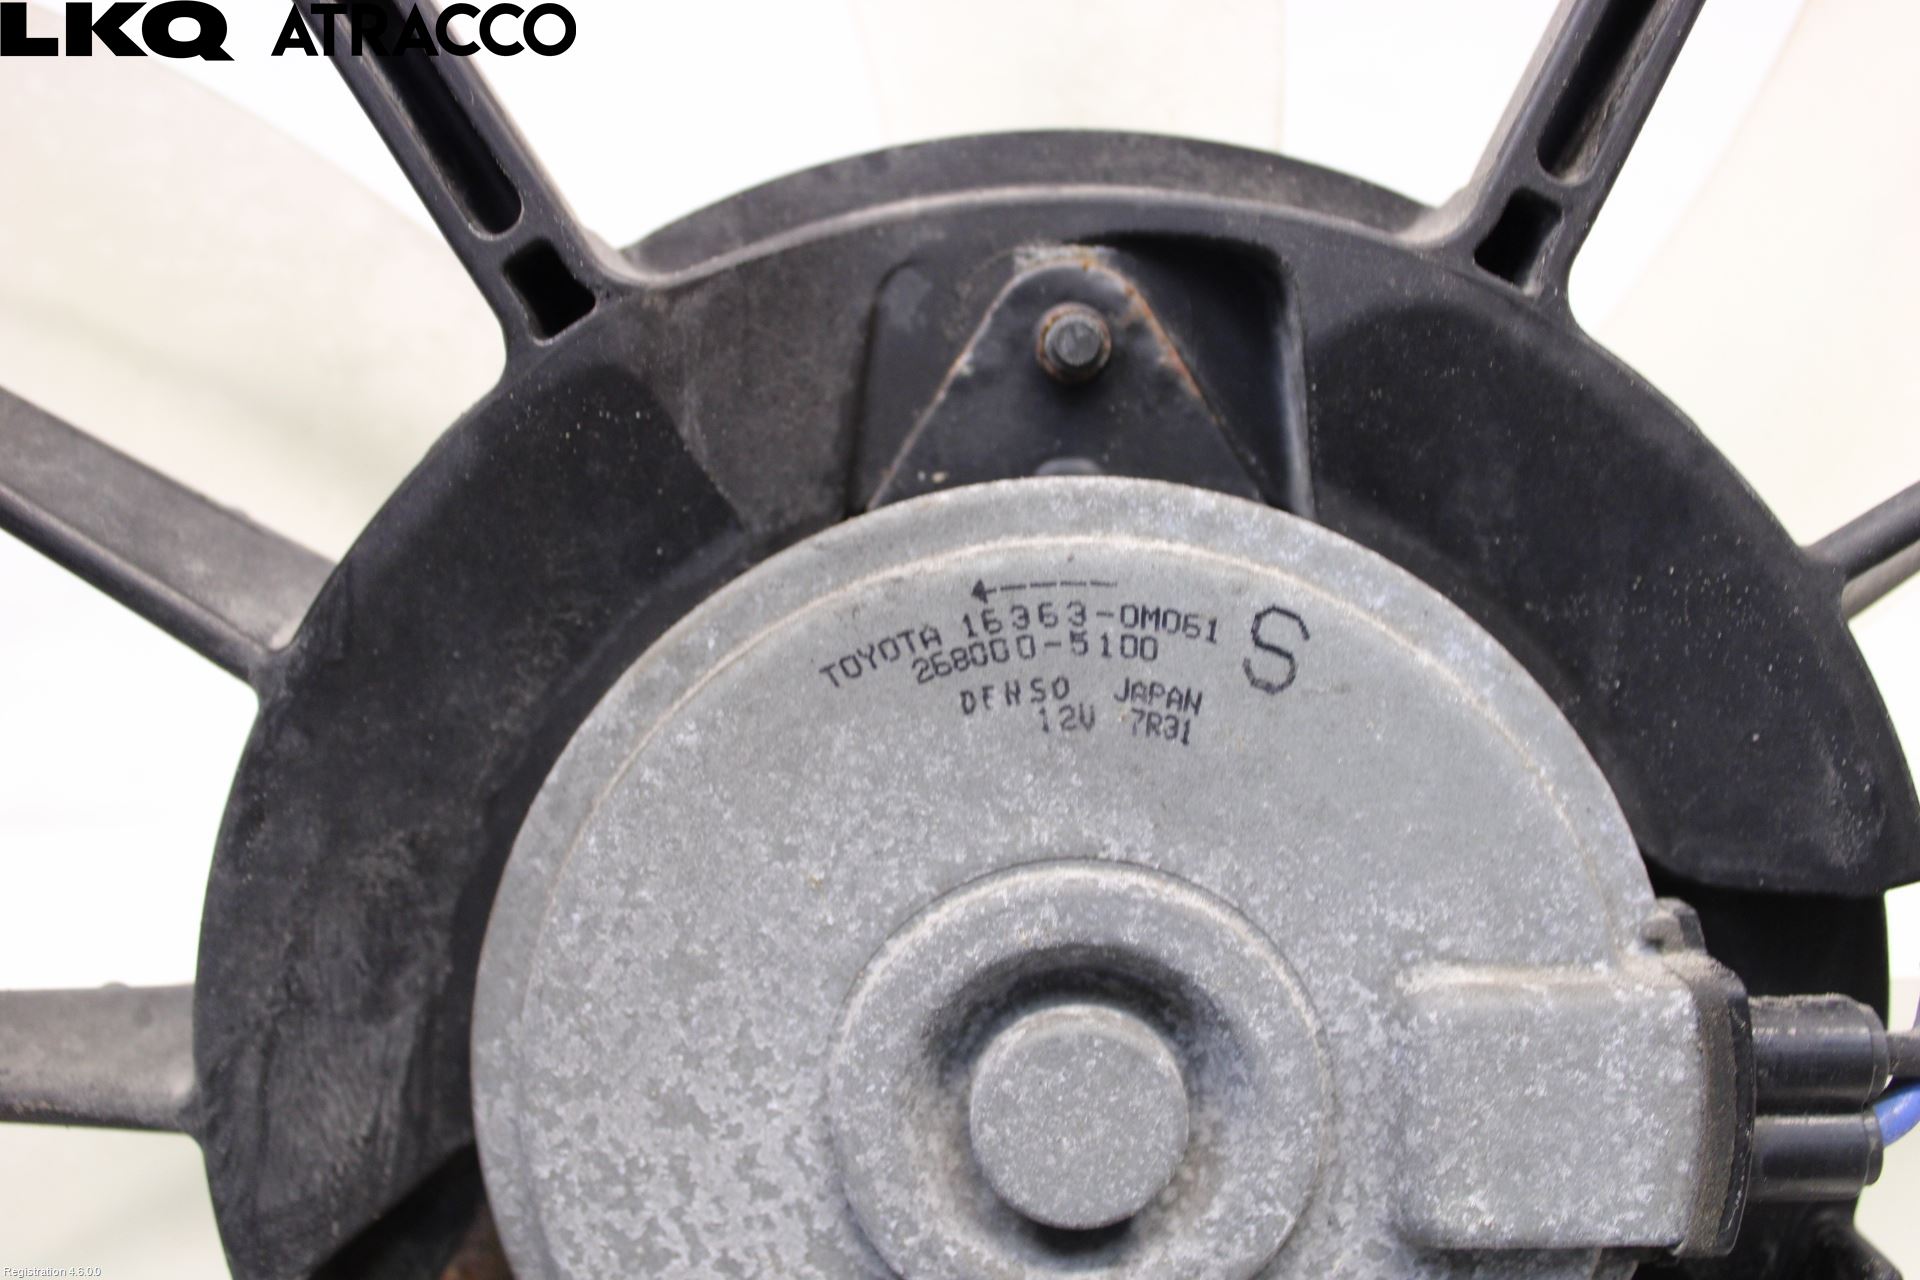 LKQ ATRACCO
TOYOTA 16363-0M061 S
268000-5100
DENSO JAPAN
12V 7R31
Registration 4.6.0.0